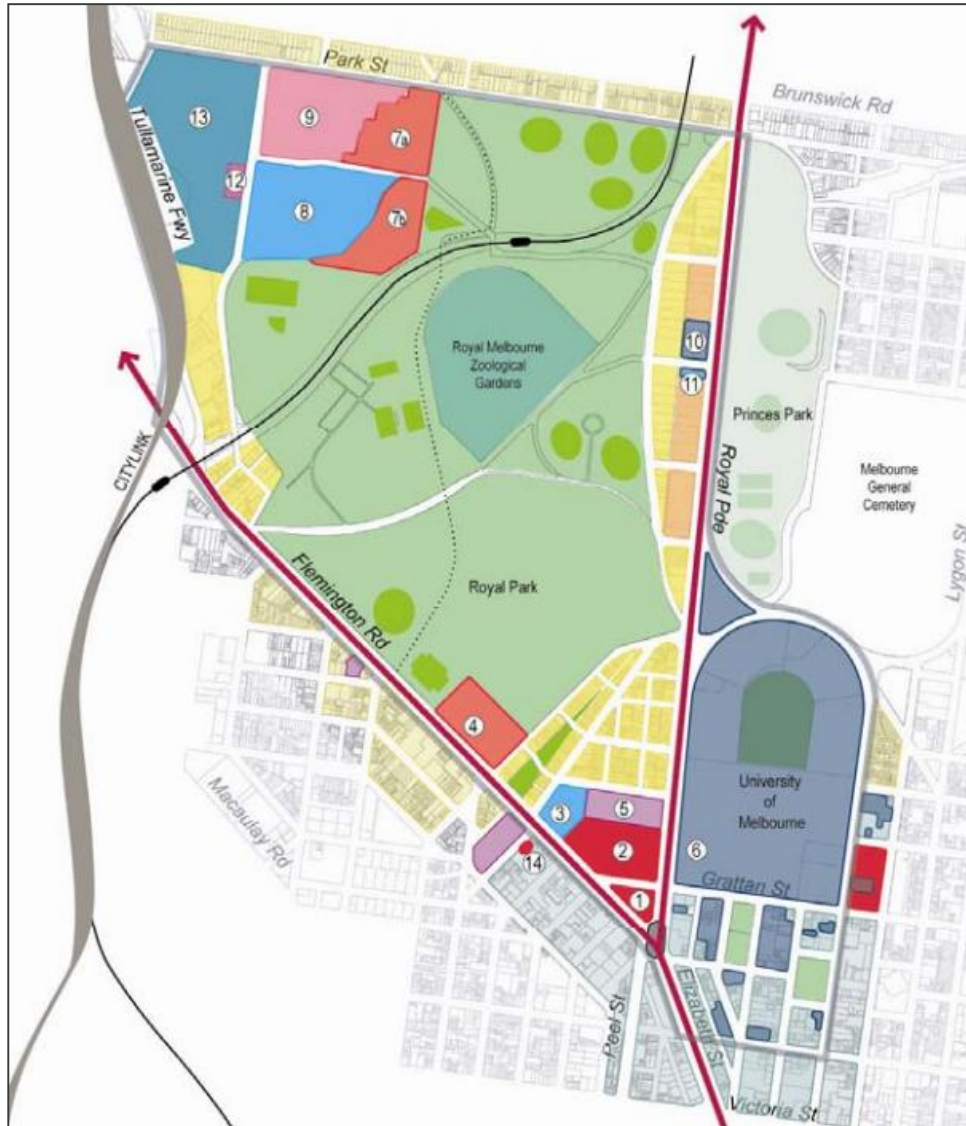 Park St
Brunswick Rd
13
9
7a
12
8
7b
Tullamarine Fwy
10
11
Royal Melbourne
Zoological
Gardens
Princes Park
Royal Pde
CITYLINK
Melbourne
General
Cemetery
Lygon St
Flemington Rd
Royal Park
4
Macaulay Rd
3
5
2
14
6
University
of
Melbourne
Grattan St
1
Peel St
Elizabeth St
Victoria St